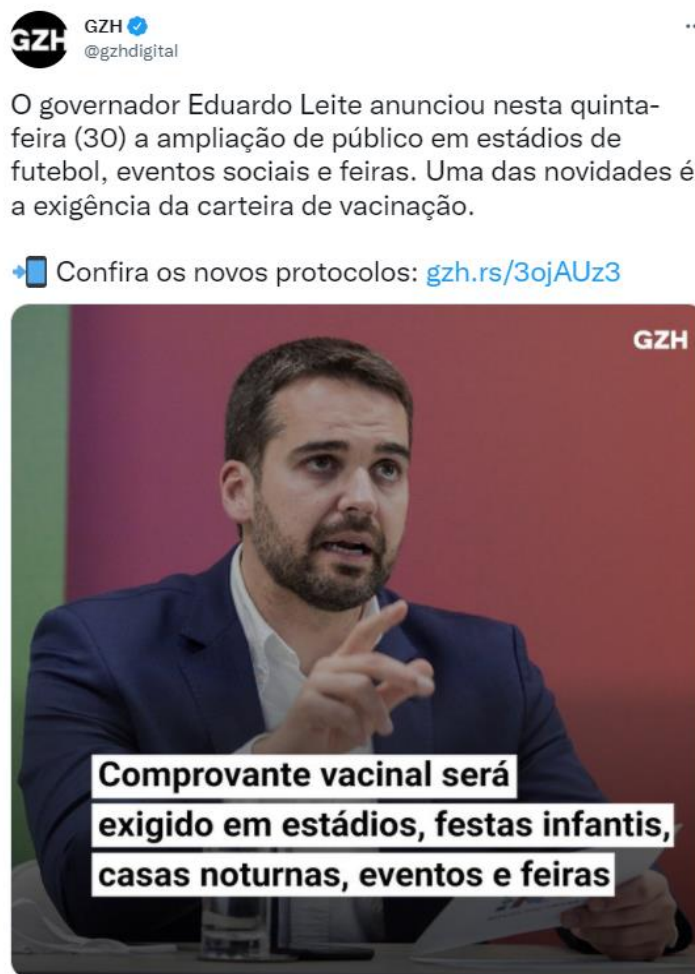 GZH
GZH
@gzhdigital
O governador Eduardo Leite anunciou nesta quinta-
feira (30) a ampliação de público em estádios de
futebol, eventos sociais e feiras. Uma das novidades é
a exigência da carteira de vacinação.
Confira os novos protocolos: gzh.rs/3ojAUz3
GZH
Comprovante vacinal será
exigido em estádios, festas infantis,
casas noturnas, eventos e feiras